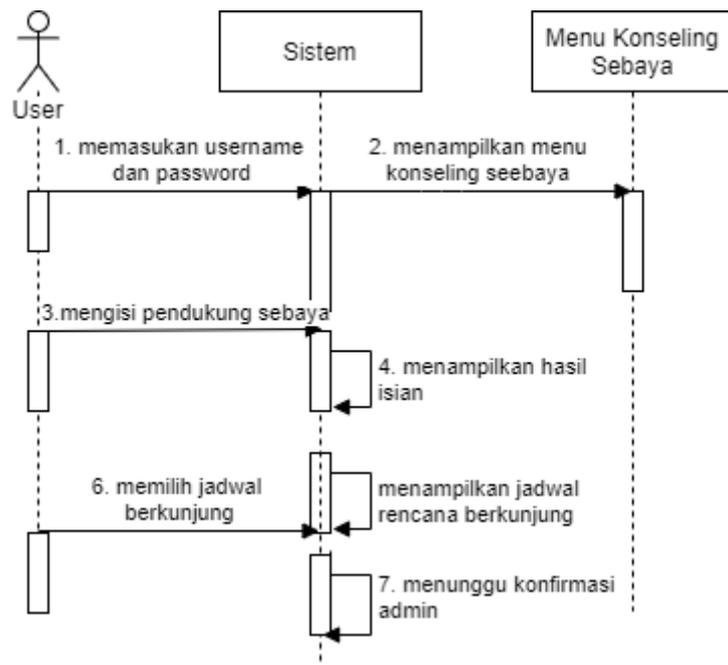 User
Sistem
Menu Konseling
Sebaya
1. memasukan username
dan password
2. menampilkan menu
konseling seebaya
3.mengisi pendukung sebaya
4. menampilkan hasil
isian
6. memilih jadwal
berkunjung
menampilkan jadwal
rencana berkunjung
7. menunggu konfirmasi
admin